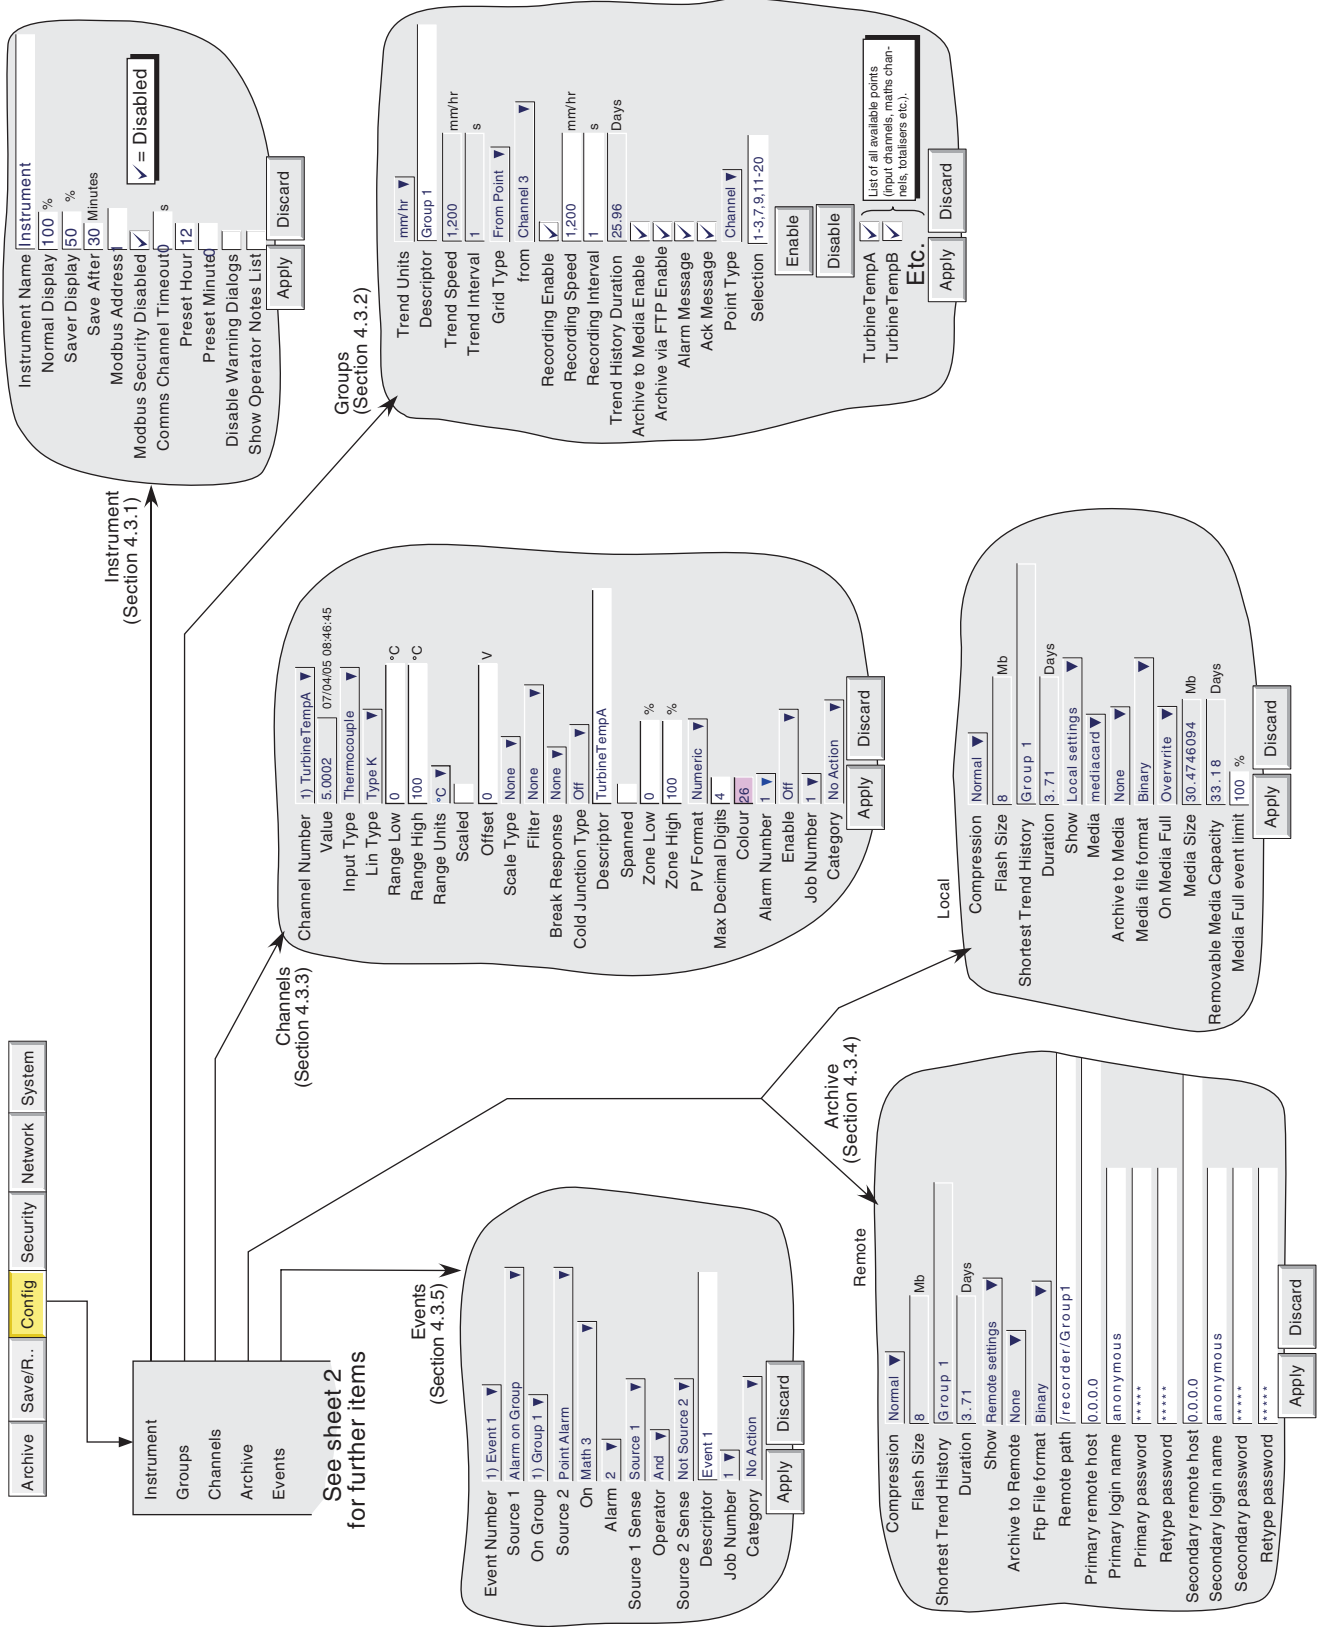 Archive Save/R.. Config Security Network System
Instrument
Groups
Channels
Archive
Events
See sheet 2
for further items
Instrument
(Section 4.3.1)
Instrument Name Instrument
Normal Display 100 %
Saver Display 50 %
Save After 30 Minutes
Modbus Address 1
Modbus Security Disabled
Comms Channel Timeout 0 s
Preset Hour 12
Preset Minute 0
Disable Warning Dialogs
Show Operator Notes List
= Disabled
Apply Discard
Groups
(Section 4.3.2)
Trend Units mm/hr
Descriptor Group 1
Trend Speed 1,200 mm/hr
Trend Interval 1 s
Grid Type From Point
from Channel 3
Recording Enable
Recording Speed 1,200 mm/hr
Recording Interval 1 s
Trend History Duration 25.96 Days
Archive to Media Enable
Archive via FTP Enable
Alarm Message
Ack Message
Point Type Channel
Selection 1-3,7,9,11-20
Enable
Disable
TurbineTempA
TurbineTempB
Etc.
List of all available points
(input channels, maths chan-
nels, totalisers etc.).
Apply Discard
Channels
(Section 4.3.3)
Channel Number 1) TurbineTempA
Value 5.0002 07/04/05 08:46:45
Input Type Thermocouple
Lin Type Type K
Range Low 0 °C
Range High 100 °C
Range Units °C
Scaled
Offset 0 V
Scale Type None
Filter None
Break Response None
Cold Junction Type Off
Descriptor TurbineTempA
Spanned
Zone Low 0 %
Zone High 100 %
PV Format Numeric
Max Decimal Digits 4
Colour 26
Alarm Number 1
Enable Off
Job Number 1
Category No Action
Apply Discard
Events
(Section 4.3.5)
Event Number 1) Event 1
Source 1 Alarm on Group
On Group 1) Group 1
Source 2 Point Alarm
On Math 3
Alarm 2
Source 1 Sense Source 1
Operator And
Source 2 Sense Not Source 2
Descriptor Event 1
Job Number 1
Category No Action
Apply Discard
Archive
(Section 4.3.4)
Remote
Compression Normal
Flash Size 8 Mb
Shortest Trend History Group 1
Duration 3.71 Days
Show Remote settings
Archive to Remote None
Ftp File format Binary
Remote path /recorder/Group1
Primary remote host 0.0.0.0
Primary login name anonymous
Primary password *****
Retype password *****
Secondary remote host 0.0.0.0
Secondary login name anonymous
Secondary password *****
Retype password *****
Apply Discard
Local
Compression Normal
Flash Size 8 Mb
Shortest Trend History Group 1
Duration 3.71 Days
Show Local settings
Media mediacard
Archive to Media None
Media file format Binary
On Media Full Overwrite
Media Size 30.4746094 Mb
Removable Media Capacity 33.18 Days
Media Full event limit 100 %
Apply Discard